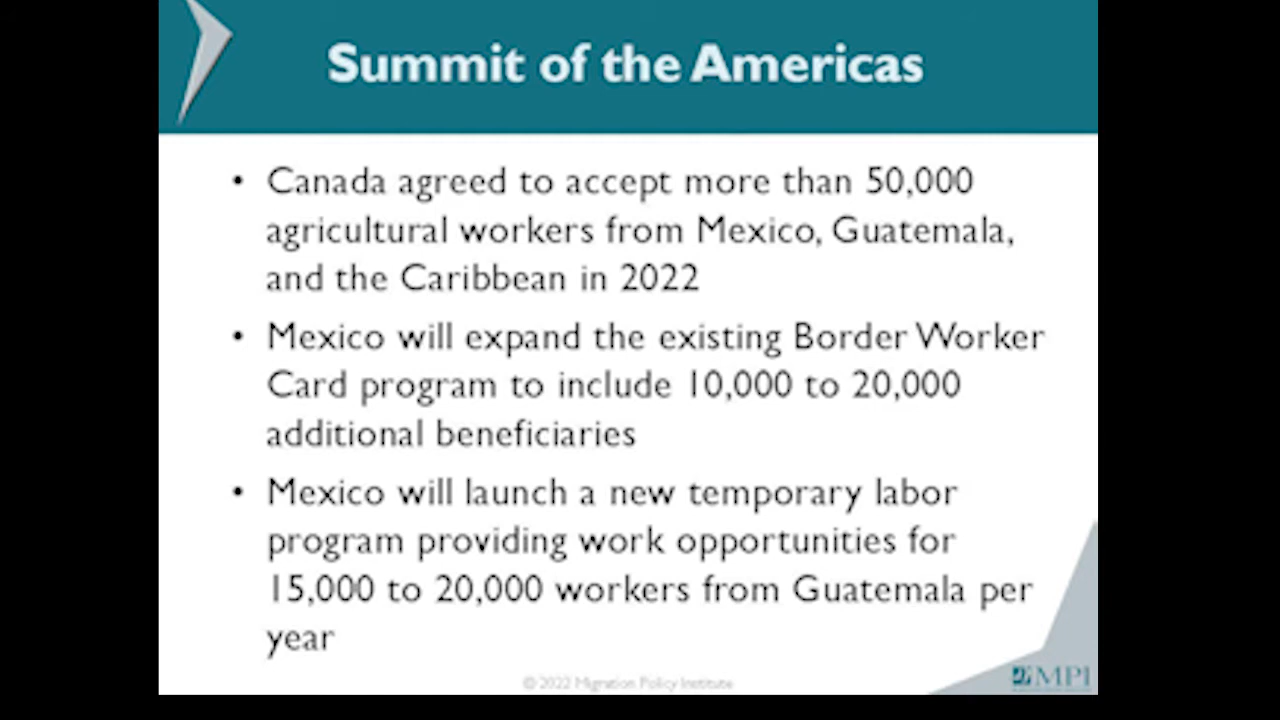 Summit of the Americas
• Canada agreed to accept more than 50,000
agricultural workers from Mexico, Guatemala,
and the Caribbean in 2022
• Mexico will expand the existing Border Worker
Card program to include 10,000 to 20,000
additional beneficiaries
• Mexico will launch a new temporary labor
program providing work opportunities for
15,000 to 20,000 workers from Guatemala per
year
© 2022 Migration Policy Institute
MPI